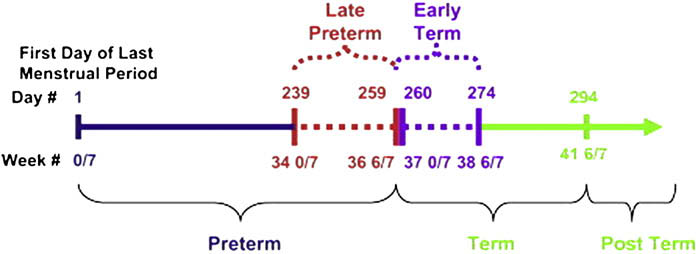 Late
Preterm
Early
Term
First Day of Last
Menstrual Period
Day # 1 239 259 260 274 294
Week # 0/7 34 0/7 36 6/7 37 0/7 38 6/7 41 6/7
Preterm Term Post Term